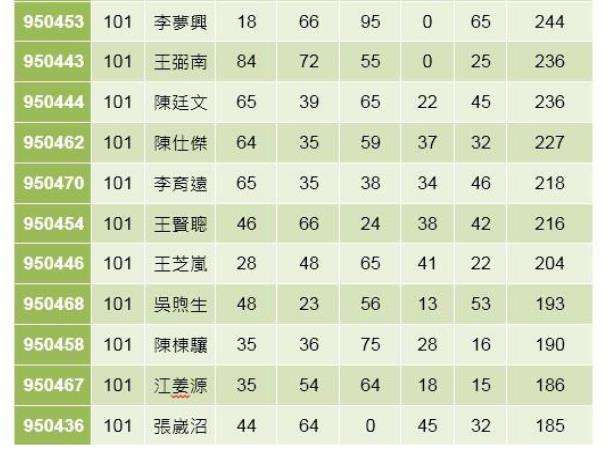 950453 101 李夢興 18 66 95 0 65 244
950443 101 王弼南 84 72 55 0 25 236
950444 101 陳廷文 65 39 65 22 45 236
950462 101 陳仕傑 64 35 59 37 32 227
950470 101 李育遠 65 35 38 34 46 218
950454 101 王賢聰 46 66 24 38 42 216
950446 101 王芝嵐 28 48 65 41 22 204
950468 101 吳煦生 48 23 56 13 53 193
950458 101 陳棟驤 35 36 75 28 16 190
950467 101 江姜源 35 54 64 18 15 186
950436 101 張嵗沼 44 64 0 45 32 185